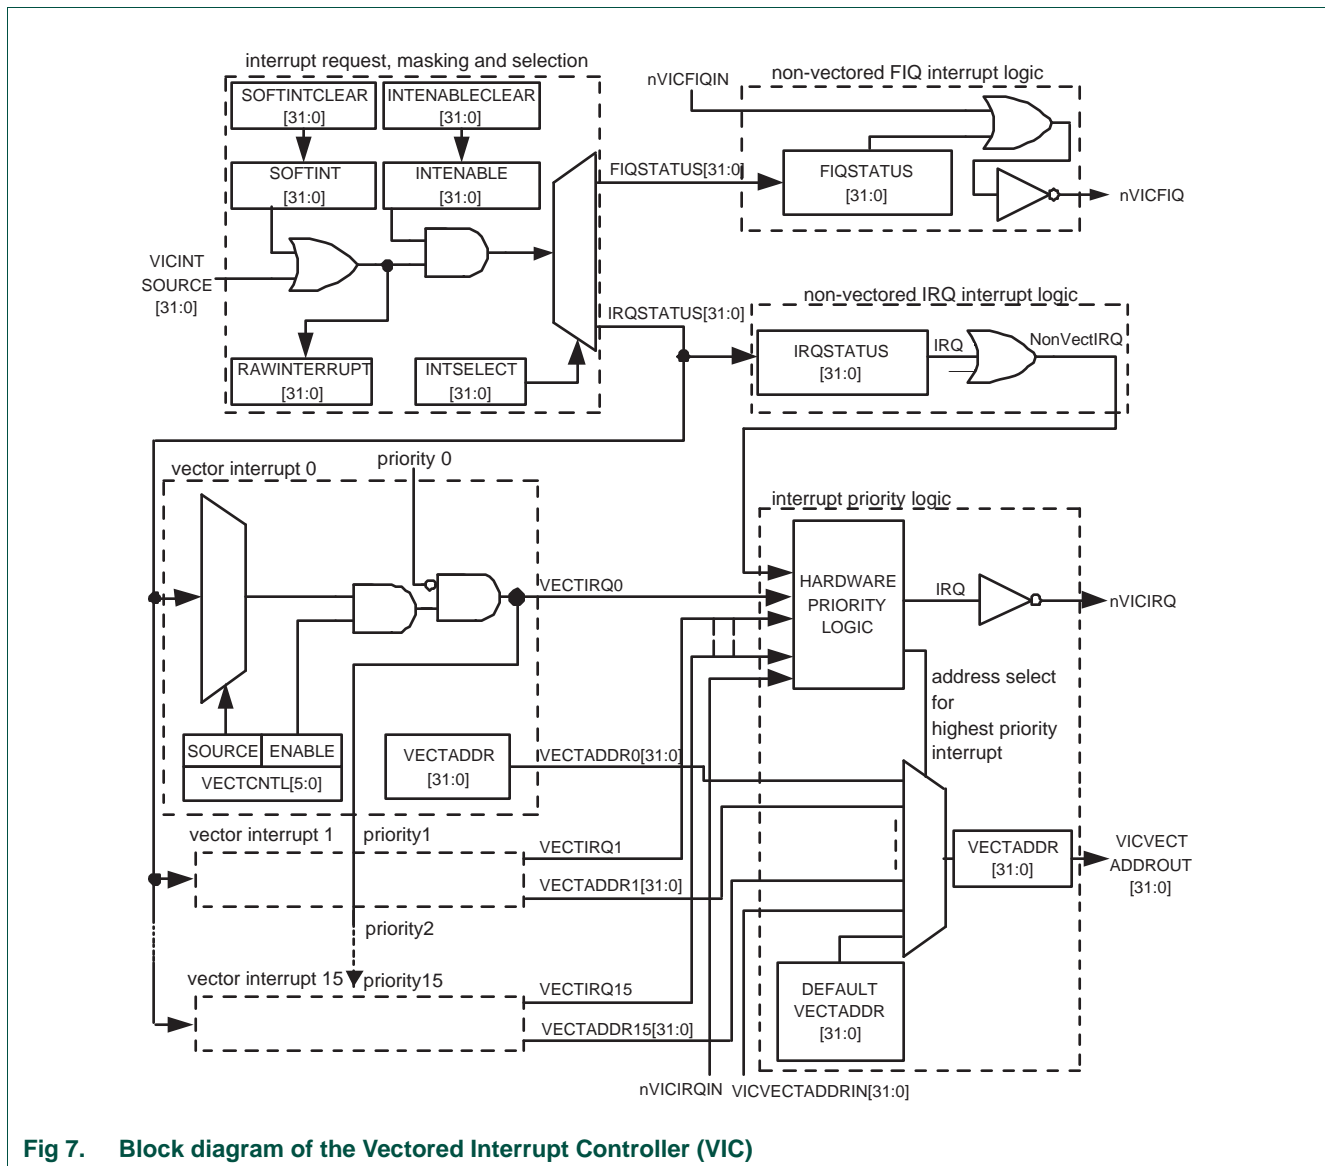 interrupt request, masking and selection
SOFTINTCLEAR
[31:0]
INTENABLECLEAR
[31:0]
SOFTINT
[31:0]
INTENABLE
[31:0]
VICINT
SOURCE
[31:0]
RAWINTERRUPT
[31:0]
INTSELECT
[31:0]
nVICFIQIN
non-vectored FIQ interrupt logic
FIQSTATUS[31:0]
FIQSTATUS
[31:0]
nVICFIQ
IRQSTATUS[31:0]
non-vectored IRQ interrupt logic
IRQSTATUS
[31:0]
IRQ
NonVectIRQ
vector interrupt 0
priority 0
VECTIRQ0
SOURCE
ENABLE
VECTCNTL[5:0]
VECTADDR
[31:0]
VECTADDR0[31:0]
interrupt priority logic
HARDWARE
PRIORITY
LOGIC
IRQ
nVICIRQ
address select
for
highest priority
interrupt
vector interrupt 1
priority1
VECTIRQ1
VECTADDR1[31:0]
priority2
VECTADDR
[31:0]
VICVECT
ADDROUT
[31:0]
vector interrupt 15
priority15
VECTIRQ15
VECTADDR15[31:0]
DEFAULT
VECTADDR
[31:0]
nVICIRQIN
VICVECTADDRIN[31:0]
Fig 7. Block diagram of the Vectored Interrupt Controller (VIC)